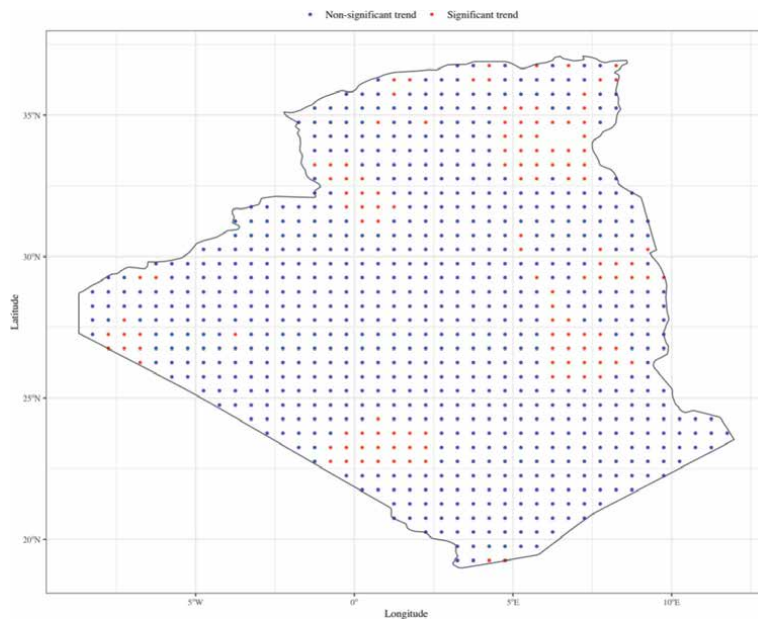 Non-significant trend Significant trend
35°N
30°N
25°N
20°N
Latitude
5°W 0° 5°E 10°E
Longitude